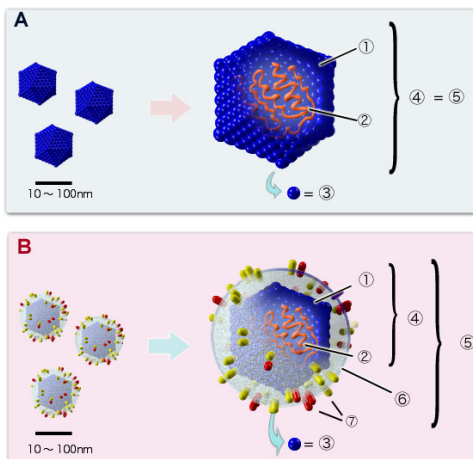 A
①
②
④ = ⑤
= ③
10～100nm
B
①
②
④
⑤
⑥
⑦
= ③
10～100nm